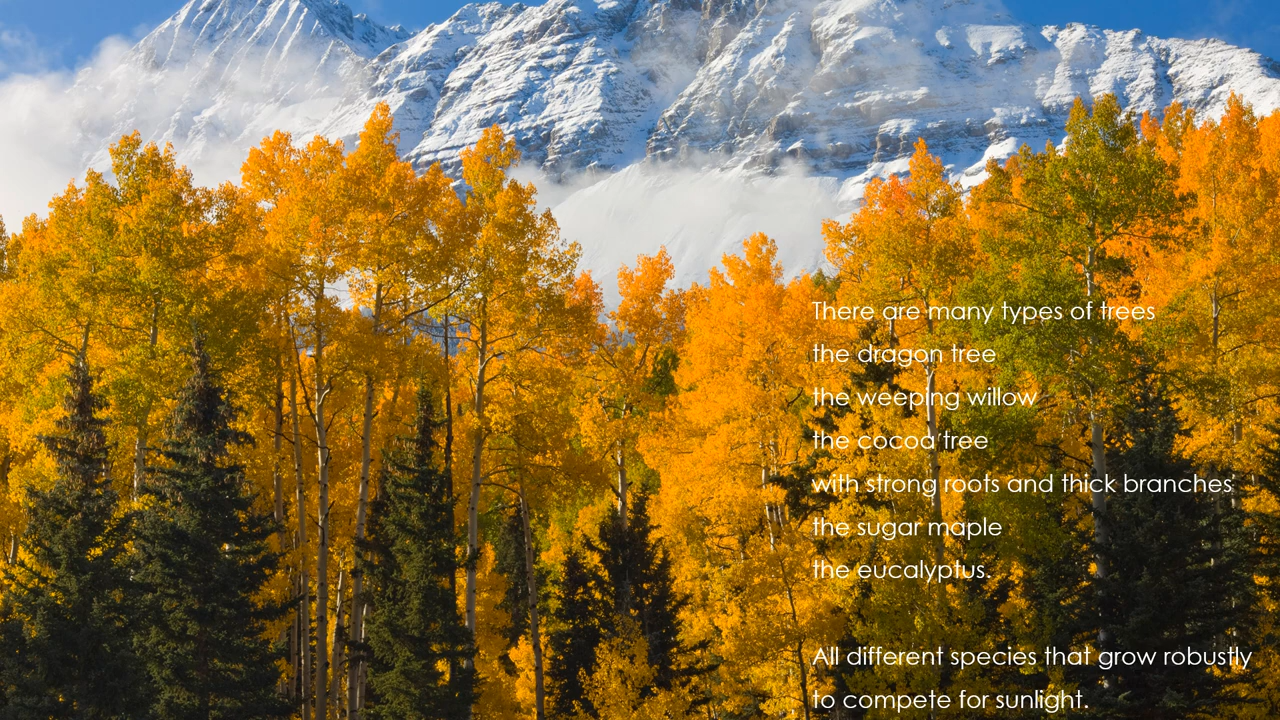 There are many types of trees
the dragon tree
the weeping willow
the cocoa tree
with strong roots and thick branches
the sugar maple
the eucalyptus.
All different species that grow robustly
to compete for sunlight.